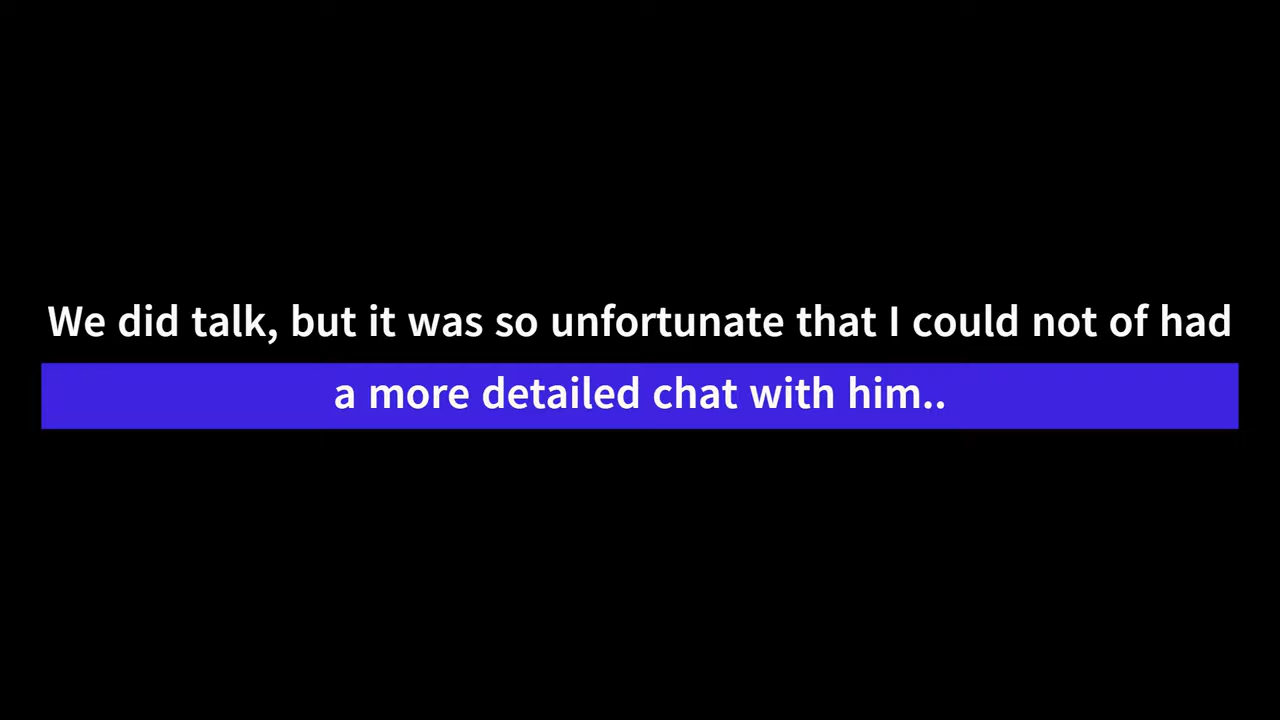 We did talk, but it was so unfortunate that I could not of had
a more detailed chat with him..